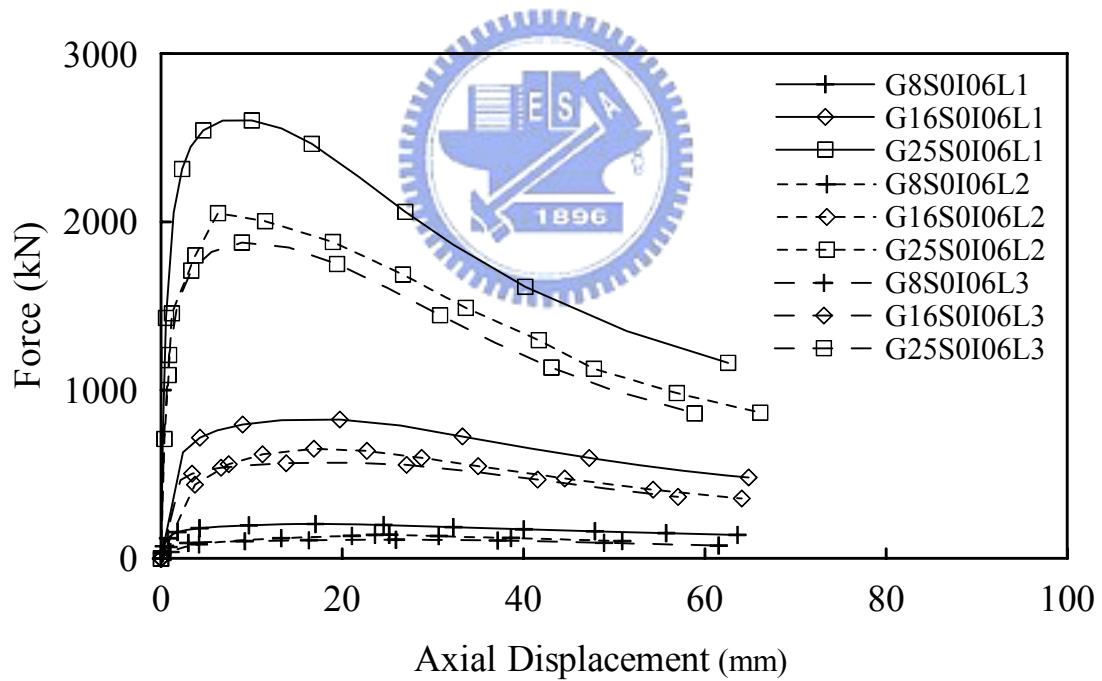 3000
2000
1000
0
Force (kN)
E S A
1896
G8S0I06L1
G16S0I06L1
G25S0I06L1
G8S0I06L2
G16S0I06L2
G25S0I06L2
G8S0I06L3
G16S0I06L3
G25S0I06L3
0 20 40 60 80 100
Axial Displacement (mm)